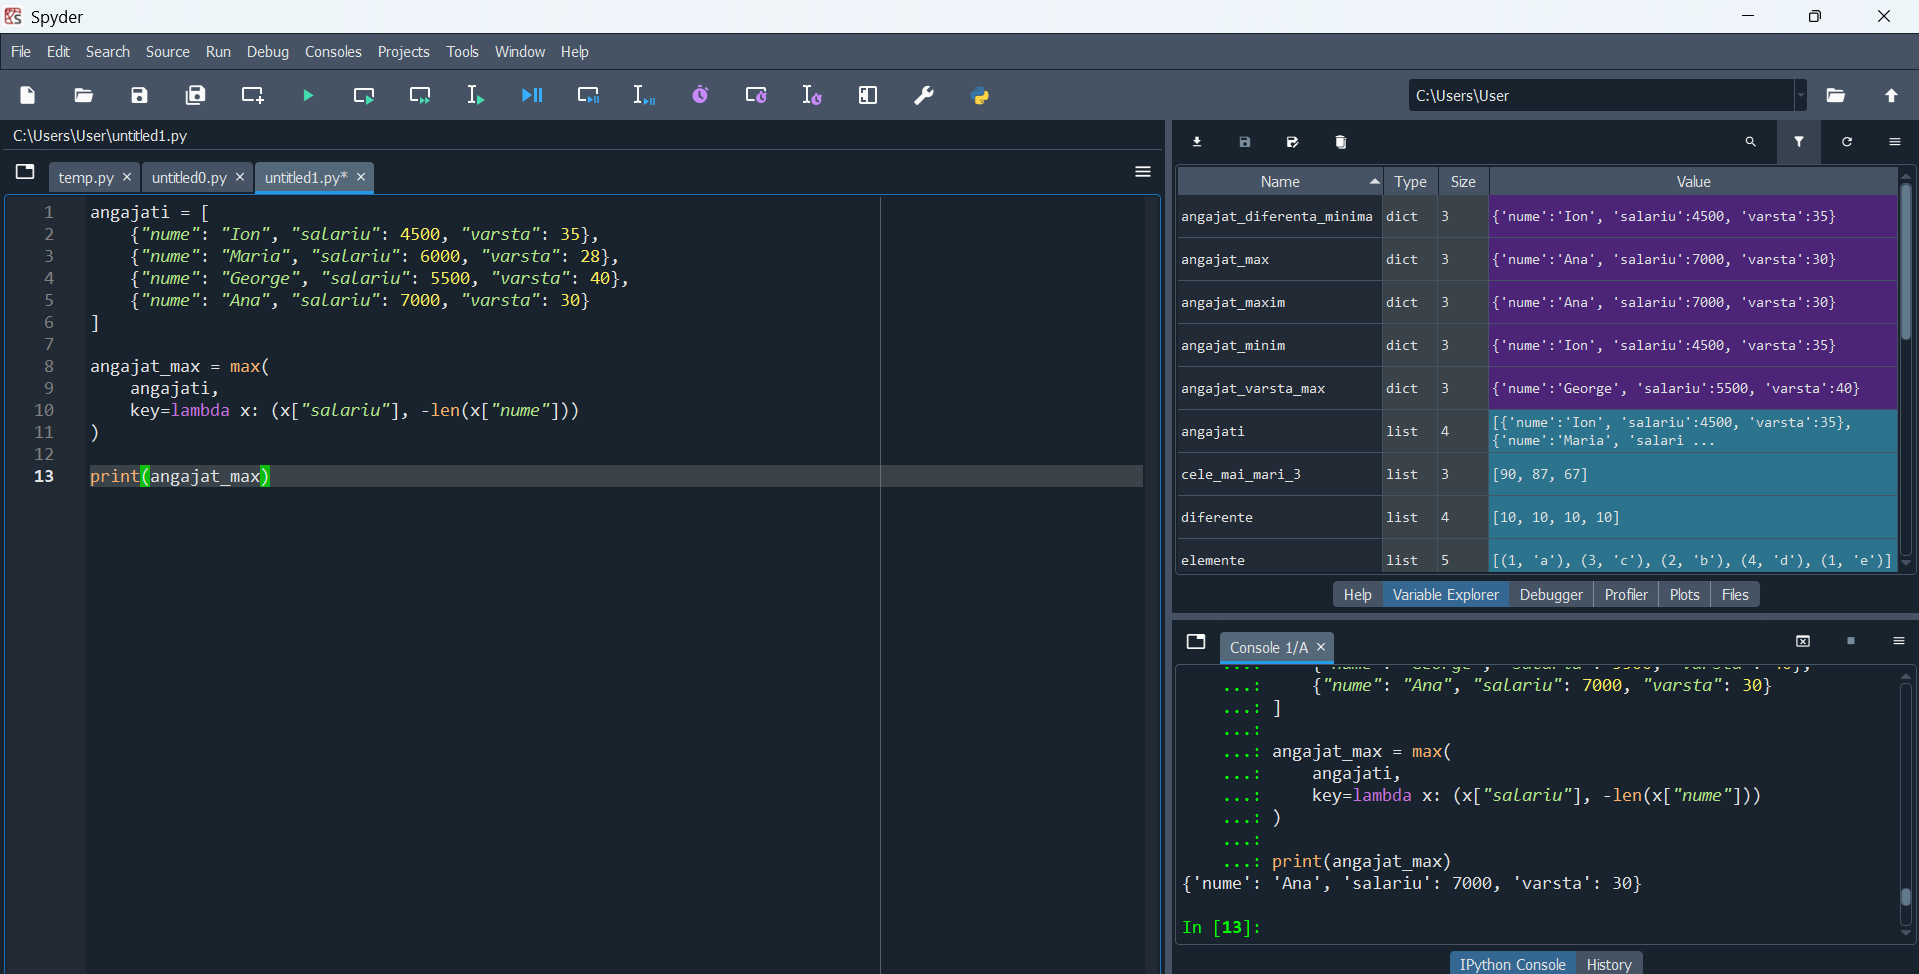 Spyder
File Edit Search Source Run Debug Consoles Projects Tools Window Help
C:\Users\User
C:\Users\User\untitled1.py
temp.py untitled0.py untitled1.py*
1 angajati = [
2     {"nume": "Ion", "salariu": 4500, "varsta": 35},
3     {"nume": "Maria", "salariu": 6000, "varsta": 28},
4     {"nume": "George", "salariu": 5500, "varsta": 40},
5     {"nume": "Ana", "salariu": 7000, "varsta": 30}
6 ]
7
8 angajat_max = max(
9     angajati,
10     key=lambda x: (x["salariu"], -len(x["nume"]))
11 )
12
13 print(angajat_max)
Name Type Size Value
angajat_diferenta_minima dict 3 {'nume':'Ion', 'salariu':4500, 'varsta':35}
angajat_max dict 3 {'nume':'Ana', 'salariu':7000, 'varsta':30}
angajat_maxim dict 3 {'nume':'Ana', 'salariu':7000, 'varsta':30}
angajat_minim dict 3 {'nume':'Ion', 'salariu':4500, 'varsta':35}
angajat_varsta_max dict 3 {'nume':'George', 'salariu':5500, 'varsta':40}
angajati list 4 [{'nume':'Ion', 'salariu':4500, 'varsta':35},
{'nume':'Maria', 'salari ...
cele_mai_mari_3 list 3 [90, 87, 67]
diferente list 4 [10, 10, 10, 10]
elemente list 5 [(1, 'a'), (3, 'c'), (2, 'b'), (4, 'd'), (1, 'e')]
Help Variable Explorer Debugger Profiler Plots Files
Console 1/A
...:     {"nume": "Ana", "salariu": 7000, "varsta": 30}
...: ]
...:
...: angajat_max = max(
...:     angajati,
...:     key=lambda x: (x["salariu"], -len(x["nume"]))
...: )
...:
...: print(angajat_max)
{'nume': 'Ana', 'salariu': 7000, 'varsta': 30}
In [13]:
IPython Console History